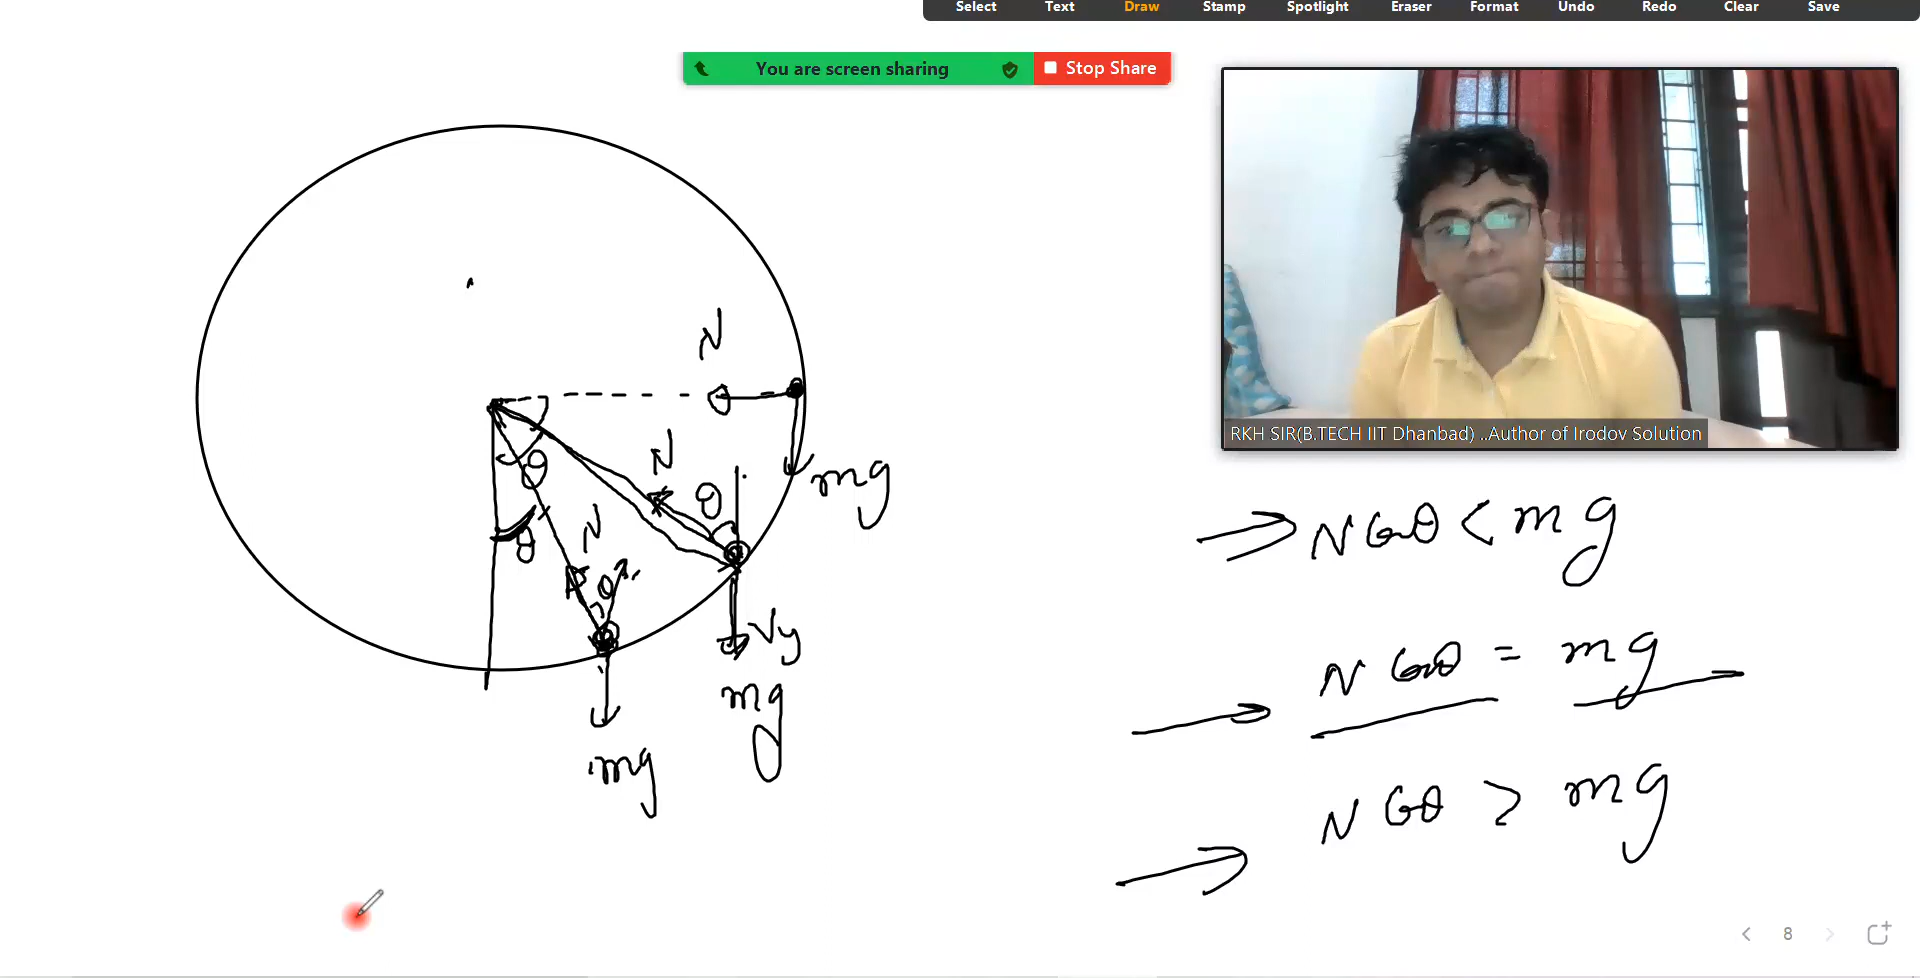 Select Text Draw Stamp Spotlight Eraser Format Undo Redo Clear Save
You are screen sharing Stop Share
RKH SIR(B.TECH IIT Dhanbad) ..Author of Irodov Solution
N
mg
N
θ
θ
N
θ
θ
Vy
mg
mg
N Cosθ < mg
N Cosθ = mg
N Cosθ > mg
8